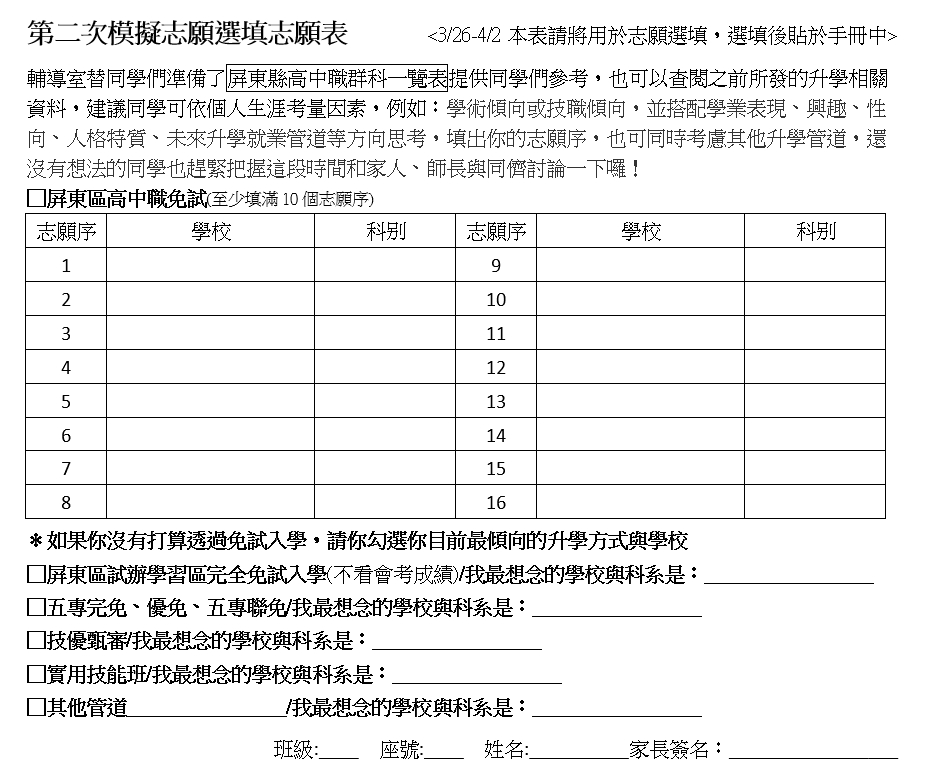 第二次模擬志願選填志願表 <3/26-4/2 本表請將用於志願選填，選填後貼於手冊中>
輔導室替同學們準備了屏東縣高中職群科一覽表提供同學們參考，也可以查閱之前所發的升學相關
資料，建議同學可依個人生涯考量因素，例如：學術傾向或技職傾向，並搭配學業表現、興趣、性
向、人格特質、未來升學就業管道等方向思考，填出你的志願序，也可同時考慮其他升學管道，還
沒有想法的同學也趕緊把握這段時間和家人、師長與同儕討論一下囉！
□屏東區高中職免試(至少填滿 10 個志願序)
志願序 學校 科別 志願序 學校 科別
1 9
2 10
3 11
4 12
5 13
6 14
7 15
8 16
＊如果你沒有打算透過免試入學，請你勾選你目前最傾向的升學方式與學校
□屏東區試辦學習區完全免試入學(不看會考成績)/我最想念的學校與科系是：_________________
□五專完免、優免、五專聯免/我最想念的學校與科系是：_________________
□技優甄審/我最想念的學校與科系是：_________________
□實用技能班/我最想念的學校與科系是：_________________
□其他管道________________/我最想念的學校與科系是：_________________
班級:____ 座號:____ 姓名:__________家長簽名：_________________